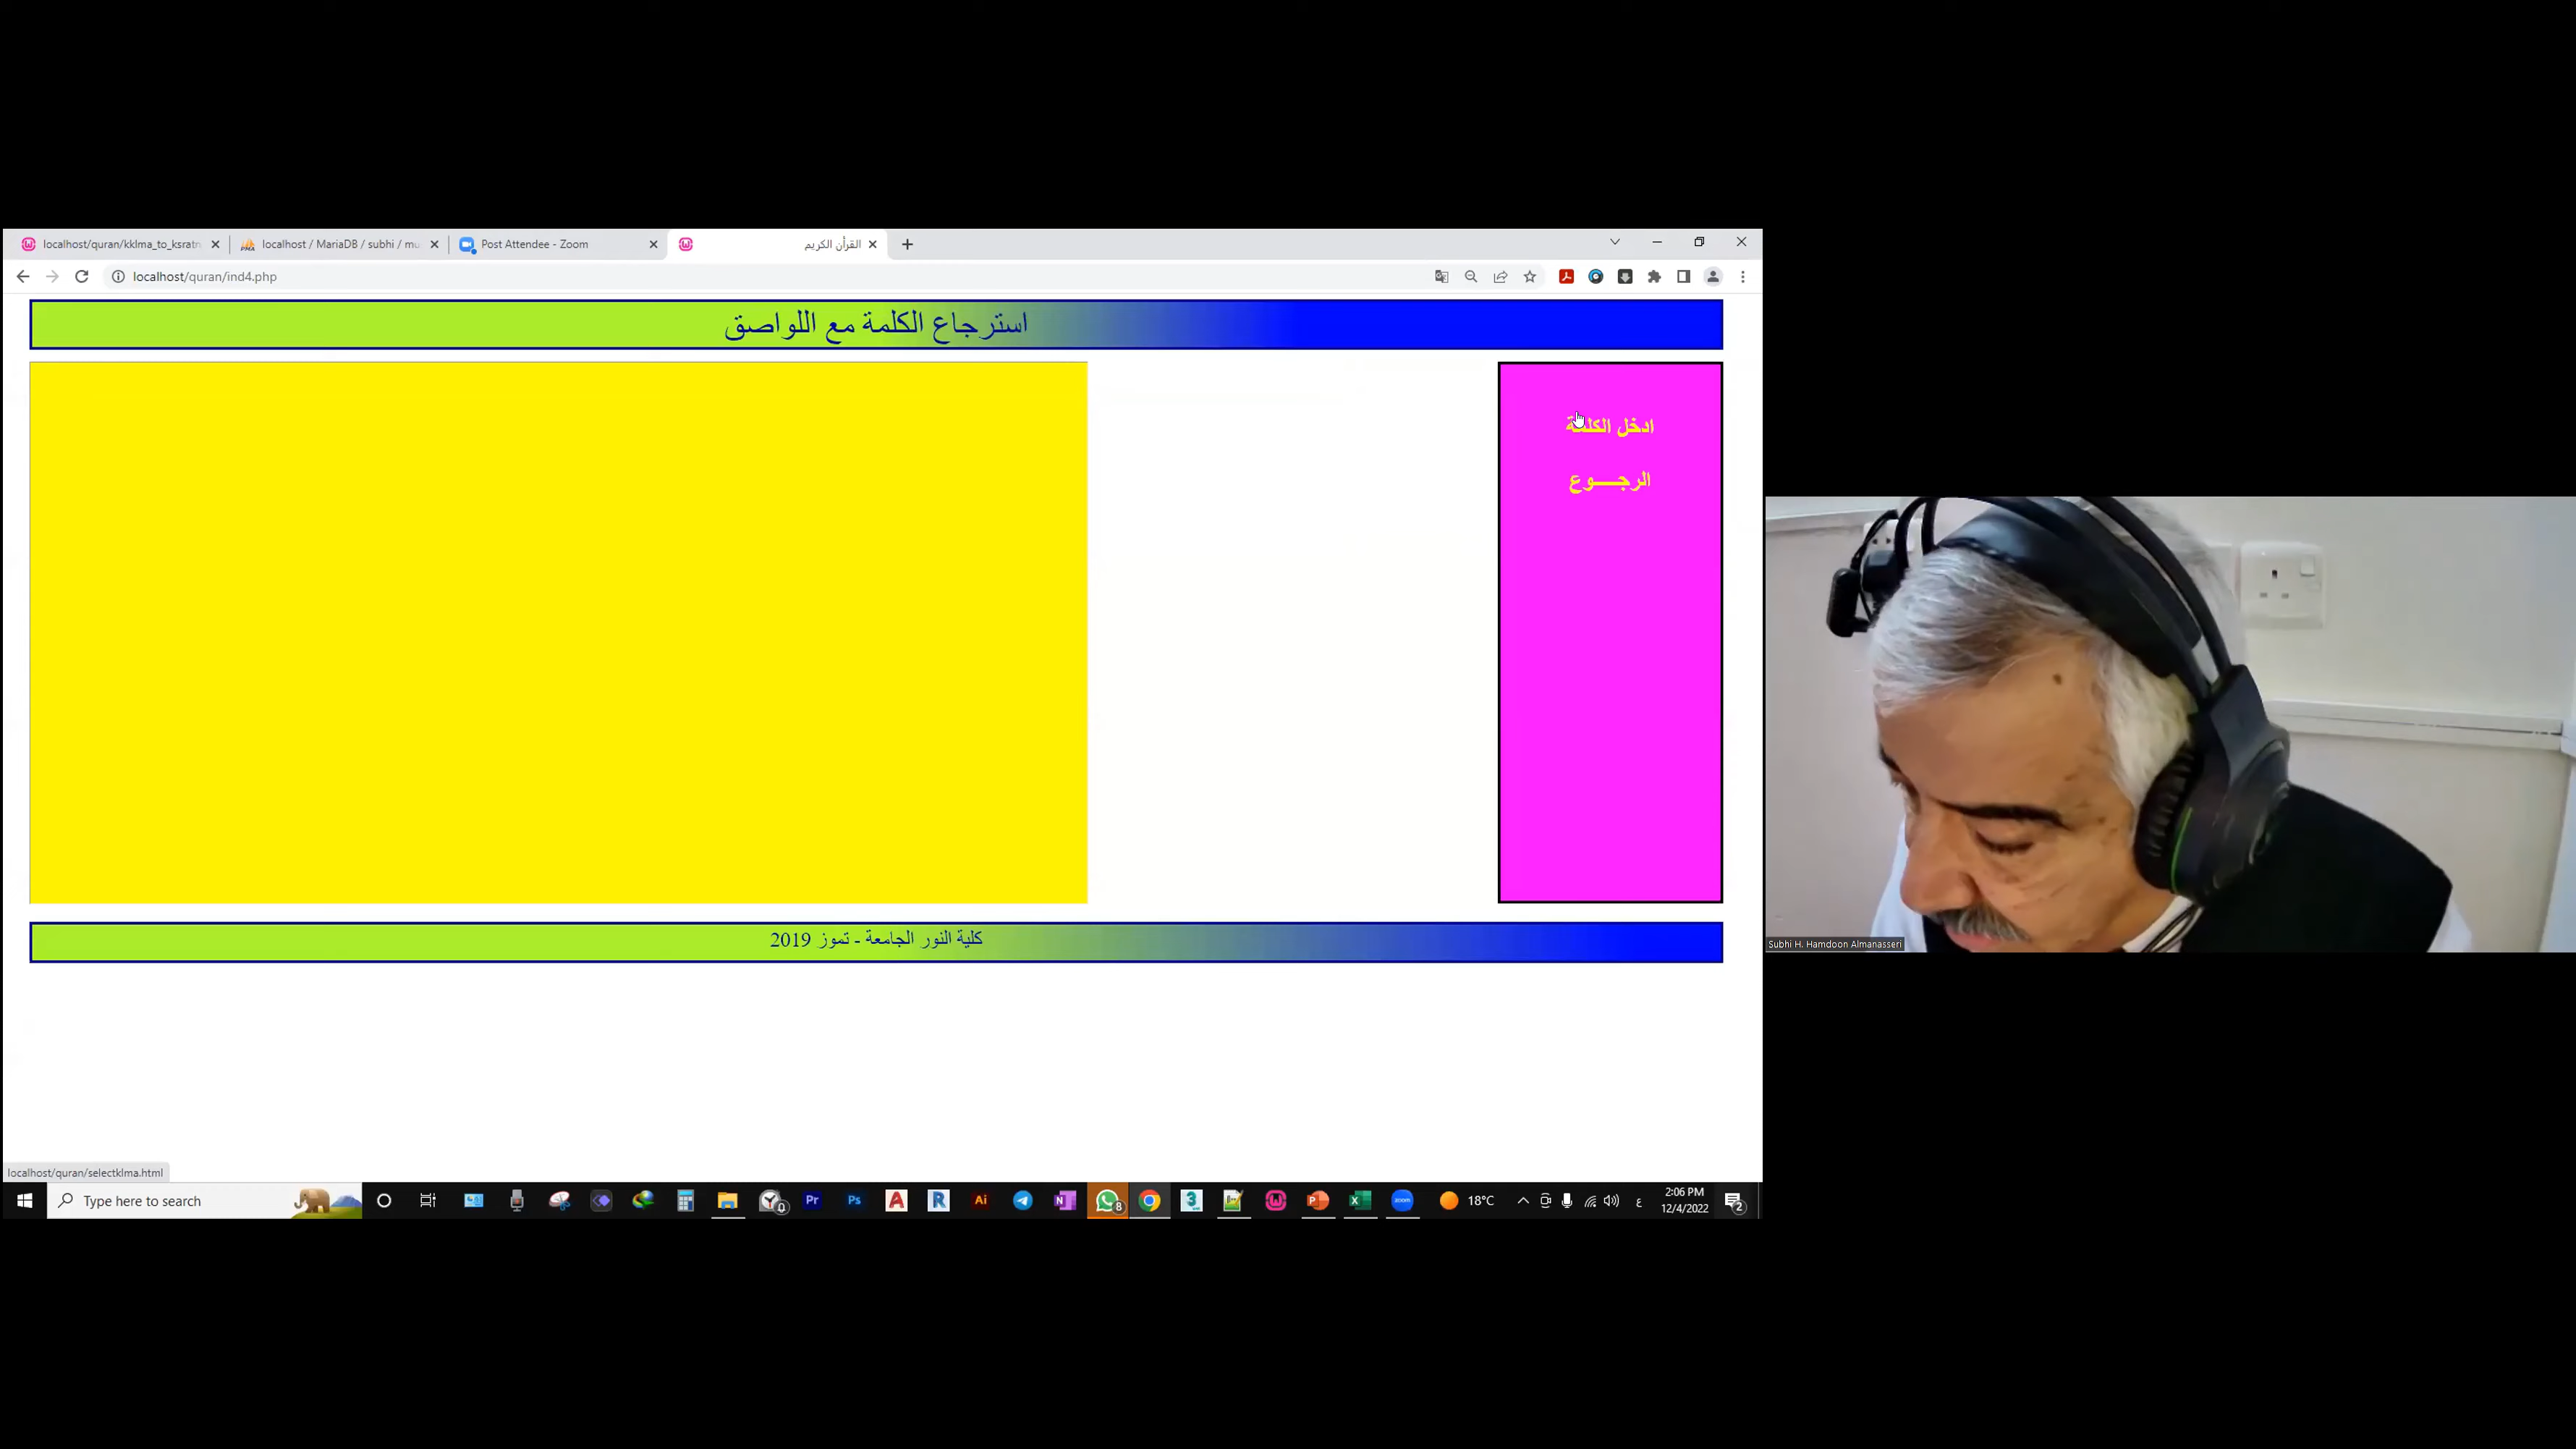 localhost/quran/kklma_to_ksratn
localhost / MariaDB / subhi / mu
Post Attendee - Zoom
القرآن الكريم
localhost/quran/ind4.php
استرجاع الكلمة مع اللواصق
ادخل الكلمة
الرجـــوع
كلية النور الجامعة - تموز 2019
Subhi H. Hamdoon Almanasseri
localhost/quran/selectklma.html
Type here to search
18°C
ع
2:06 PM
12/4/2022